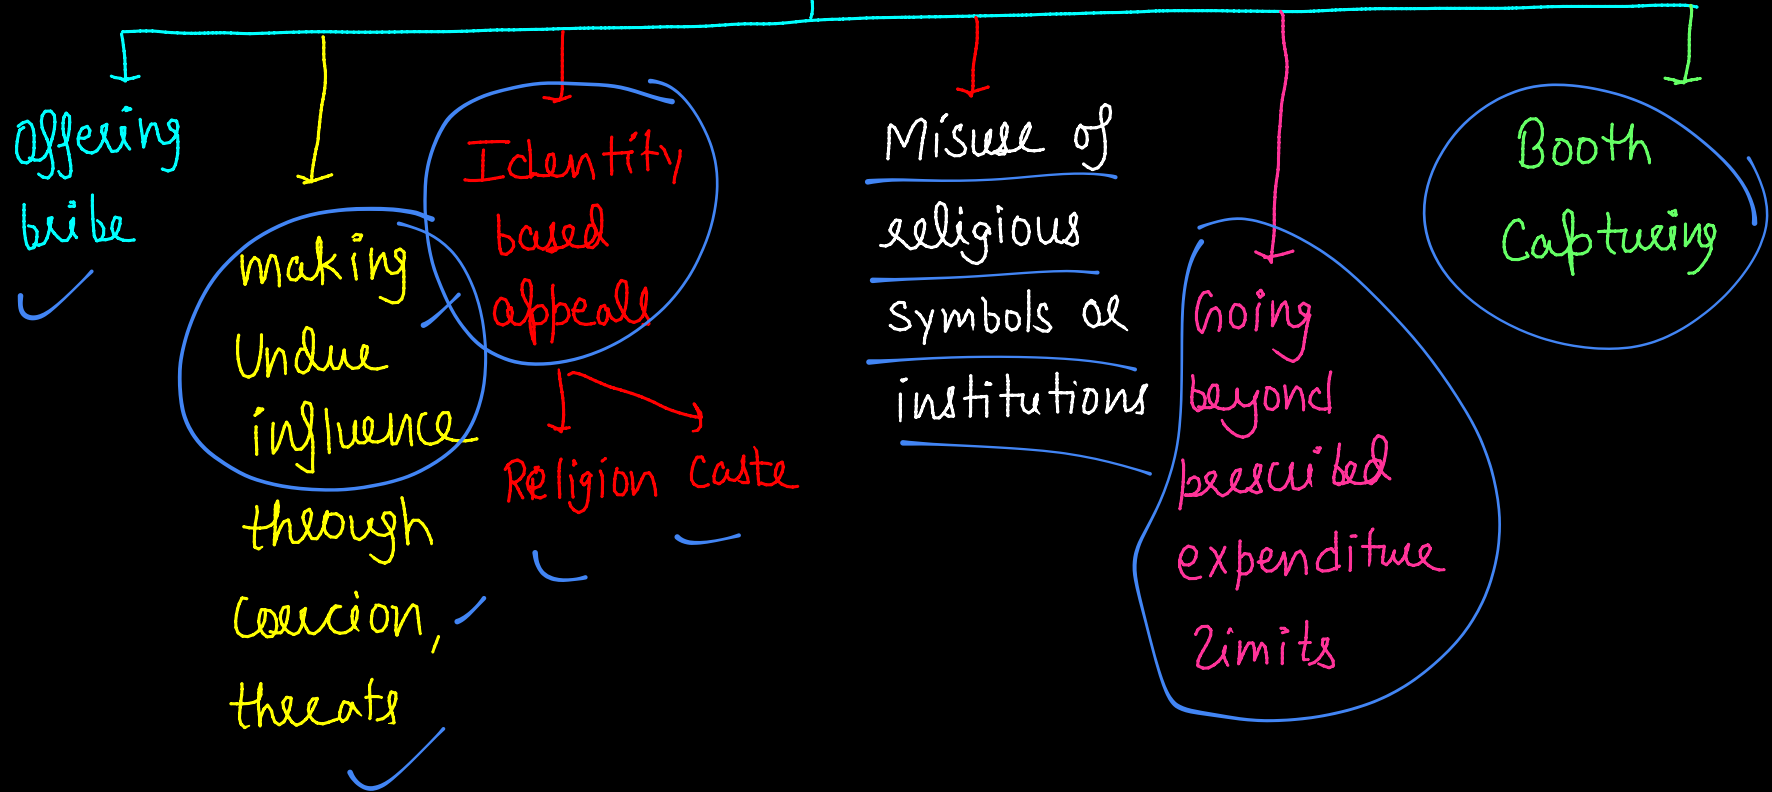 Offering
bribe
making
Undue
influence
through
Coercion,
threats
Identity
based
appeals
Religion Caste
Misuse of
religious
symbols or
institutions
Going
beyond
prescribed
expenditure
limits
Booth
Capturing